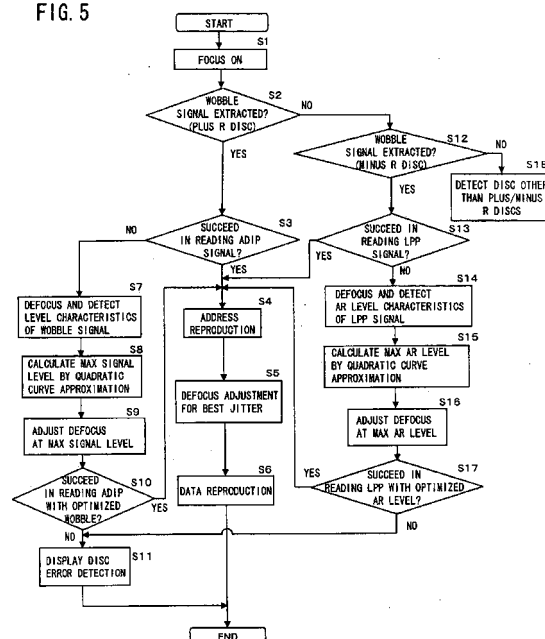 FIG. 5
START
S1
FOCUS ON
S2
WOBBLE
SIGNAL EXTRACTED?
(PLUS R DISC)
NO
YES
S12
WOBBLE
SIGNAL EXTRACTED?
(MINUS R DISC)
NO
YES
S18
DETECT DISC OTHER
THAN PLUS/MINUS
R DISCS
S3
SUCCEED
IN READING ADIP
SIGNAL?
NO
YES
S13
SUCCEED IN
READING LPP
SIGNAL?
YES
NO
S7
DEFOCUS AND DETECT
LEVEL CHARACTERISTICS
OF WOBBLE SIGNAL
S4
ADDRESS
REPRODUCTION
S14
DEFOCUS AND DETECT
AR LEVEL CHARACTERISTICS
OF LPP SIGNAL
S8
CALCULATE MAX SIGNAL
LEVEL BY QUADRATIC
CURVE APPROXIMATION
S5
DEFOCUS ADJUSTMENT
FOR BEST JITTER
S15
CALCULATE MAX AR LEVEL
BY QUADRATIC CURVE
APPROXIMATION
S9
ADJUST DEFOCUS
AT MAX SIGNAL LEVEL
S16
ADJUST DEFOCUS
AT MAX AR LEVEL
S10
SUCCEED
IN READING ADIP
WITH OPTIMIZED
WOBBLE?
YES
NO
S6
DATA REPRODUCTION
S17
SUCCEED IN
READING LPP WITH OPTIMIZED
AR LEVEL?
YES
NO
S11
DISPLAY DISC
ERROR DETECTION
END